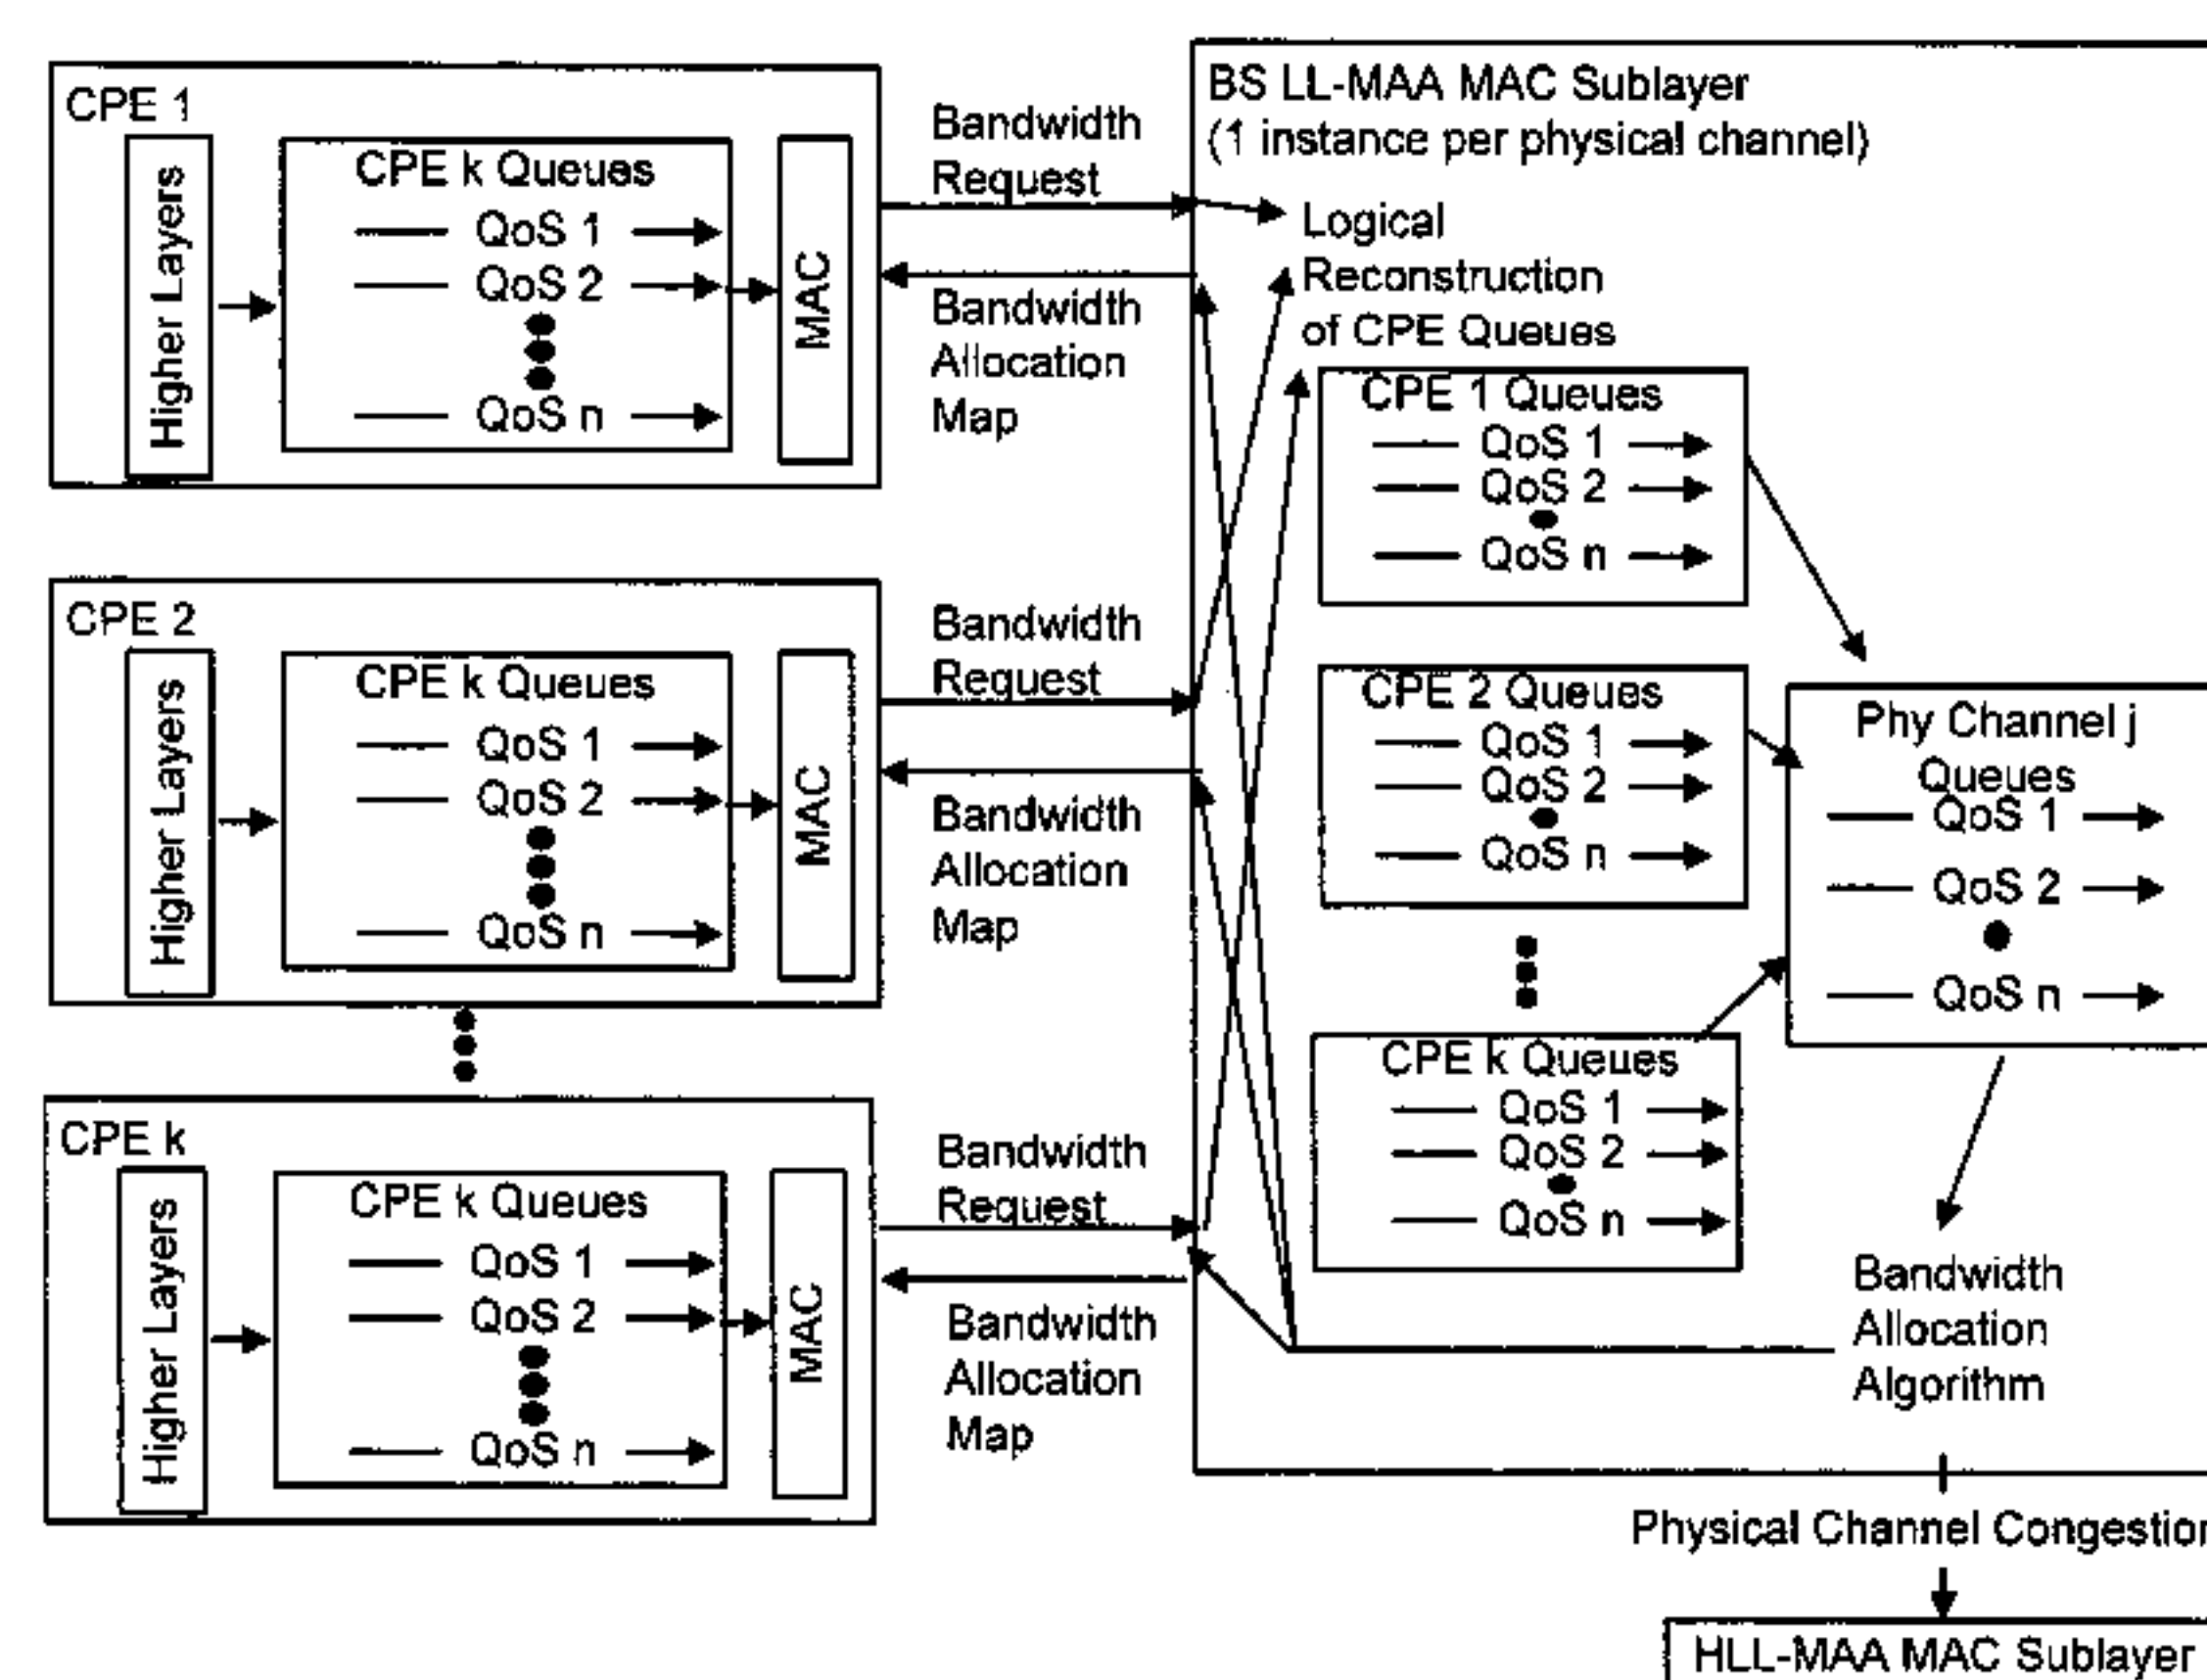 CPE 1
Higher Layers
CPE k Queues
QoS 1
QoS 2
QoS n
MAC
Bandwidth
Request
Bandwidth
Allocation
Map
CPE 2
Higher Layers
CPE k Queues
QoS 1
QoS 2
QoS n
MAC
Bandwidth
Request
Bandwidth
Allocation
Map
CPE k
Higher Layers
CPE k Queues
QoS 1
QoS 2
QoS n
MAC
Bandwidth
Request
Bandwidth
Allocation
Map
BS LL-MAA MAC Sublayer
(1 instance per physical channel)
Logical
Reconstruction
of CPE Queues
CPE 1 Queues
QoS 1
QoS 2
QoS n
CPE 2 Queues
QoS 1
QoS 2
QoS n
CPE k Queues
QoS 1
QoS 2
QoS n
Phy Channel j
Queues
QoS 1
QoS 2
QoS n
Bandwidth
Allocation
Algorithm
Physical Channel Congestion
HLL-MAA MAC Sublayer